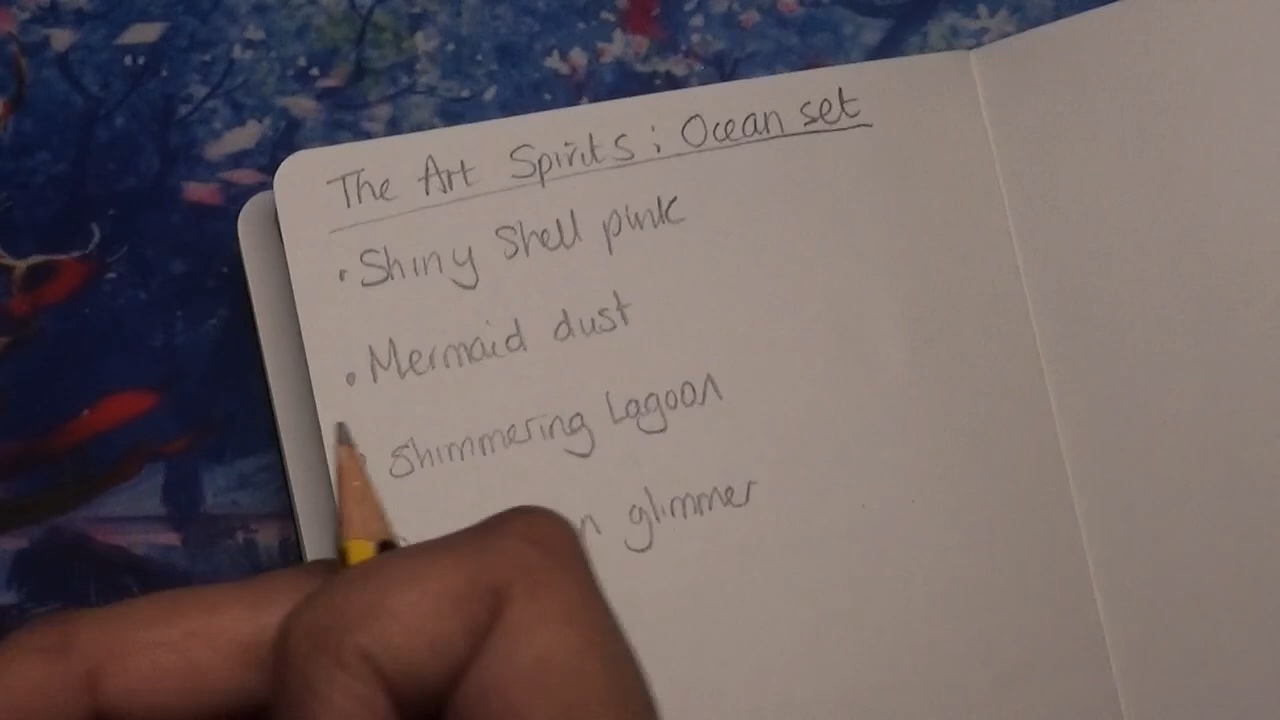 The Art Spirits: Ocean set
• Shiny Shell pink
• Mermaid dust
• Shimmering Lagoon
glimmer